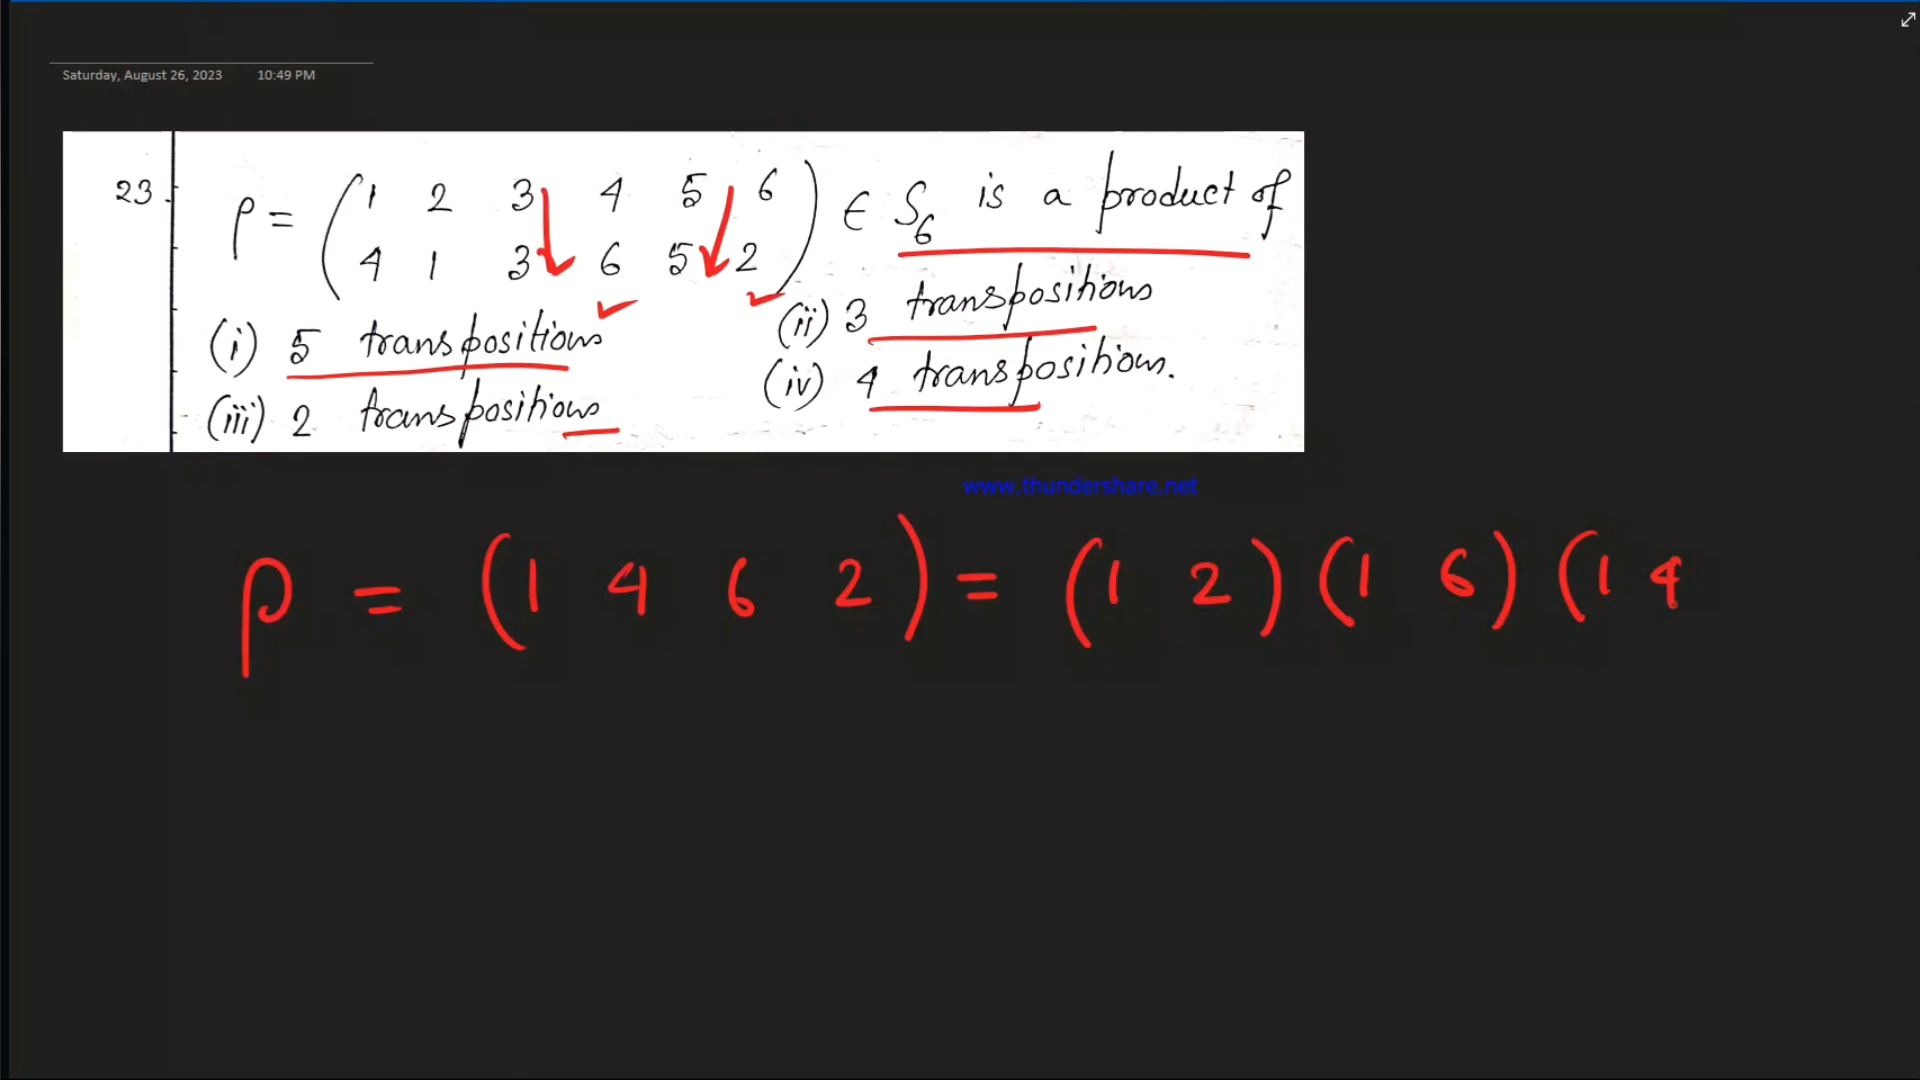 Saturday, August 26, 2023 10:49 PM
23. ρ = ( 1 2 3 4 5 6 ) ∈ S₆ is a product of
4 1 3 6 5 2
(i) 5 transpositions (ii) 3 transpositions
(iii) 2 transpositions (iv) 4 transpositions.
www.thundershare.net
ρ = (1 4 6 2) = (1 2) (1 6) (1 4